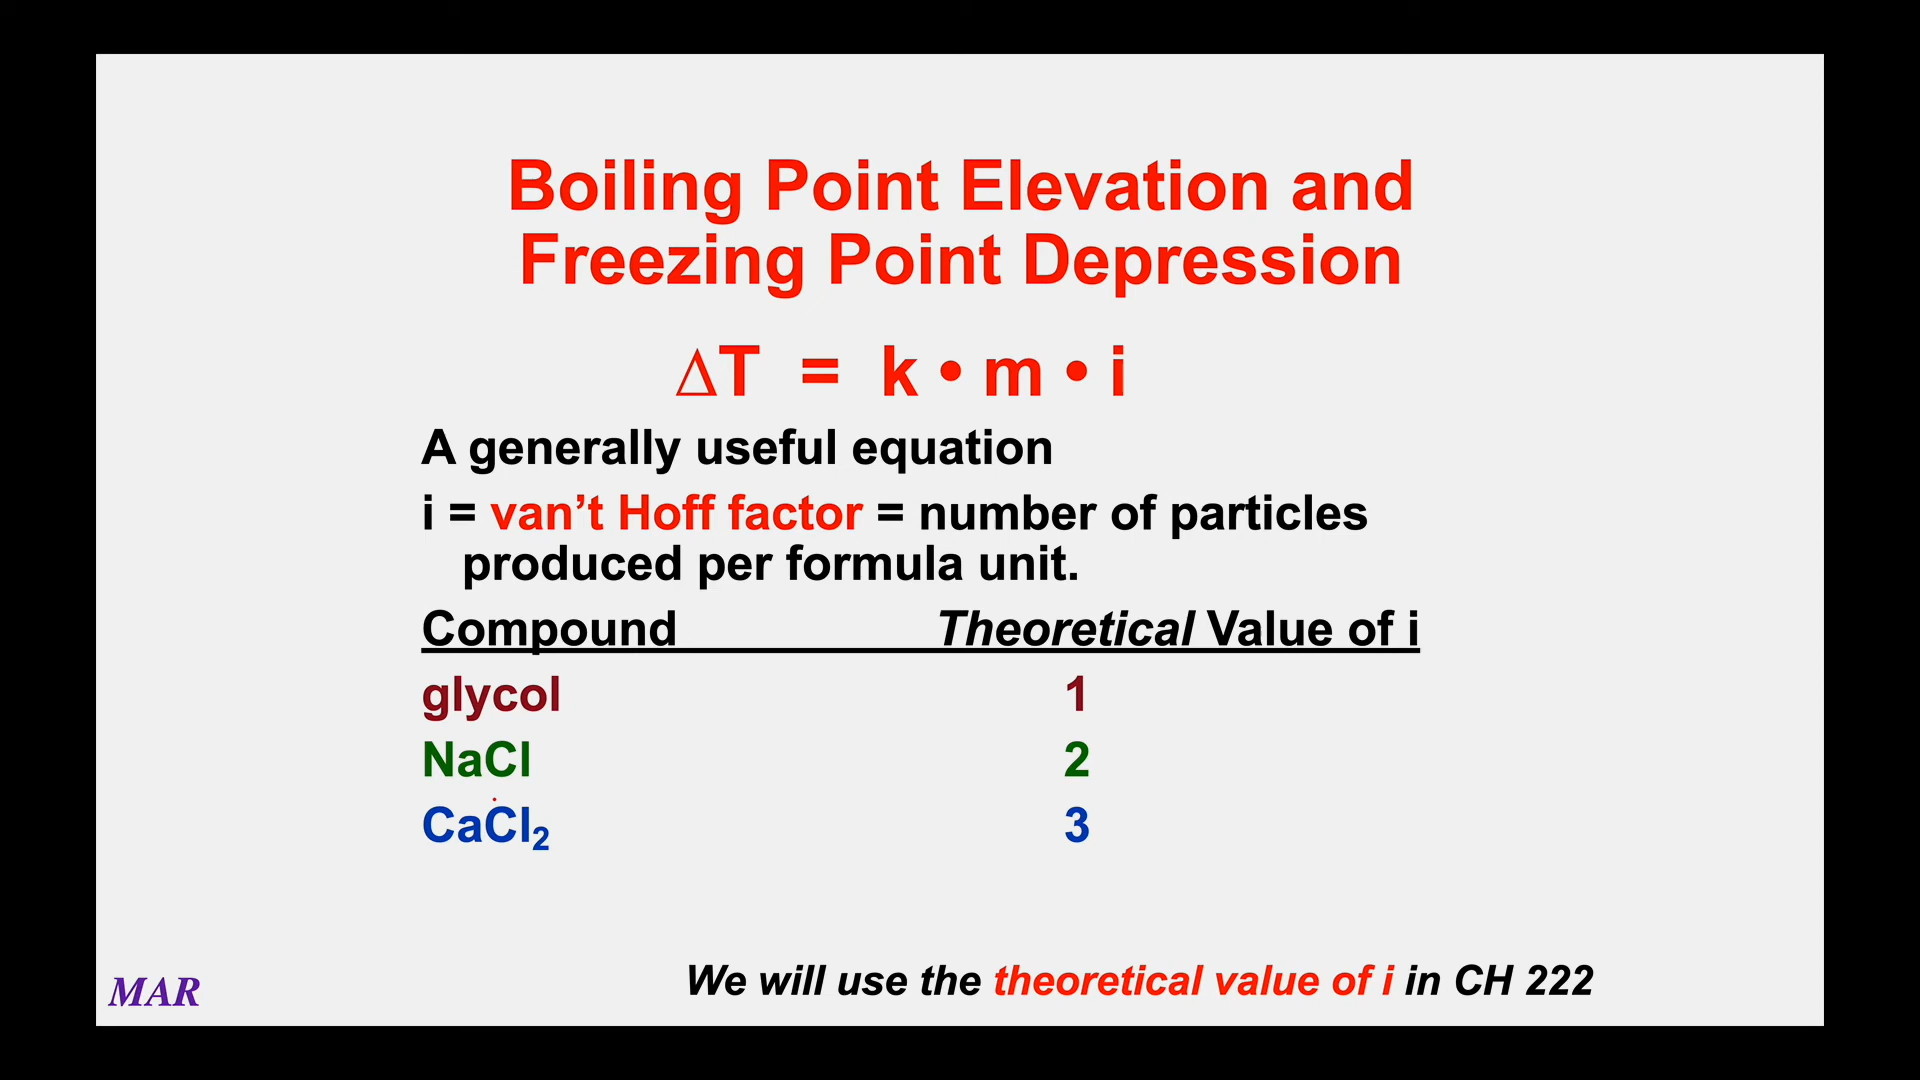 Boiling Point Elevation and
Freezing Point Depression
∆T = k • m • i
A generally useful equation
i = van’t Hoff factor = number of particles
produced per formula unit.
Compound Theoretical Value of i
glycol 1
NaCl 2
CaCl₂ 3
We will use the theoretical value of i in CH 222
MAR